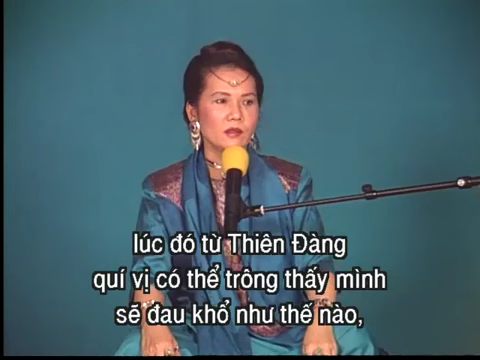 lúc đó từ Thiên Đàng
quí vị có thể trông thấy mình
sẽ đau khổ như thế nào,